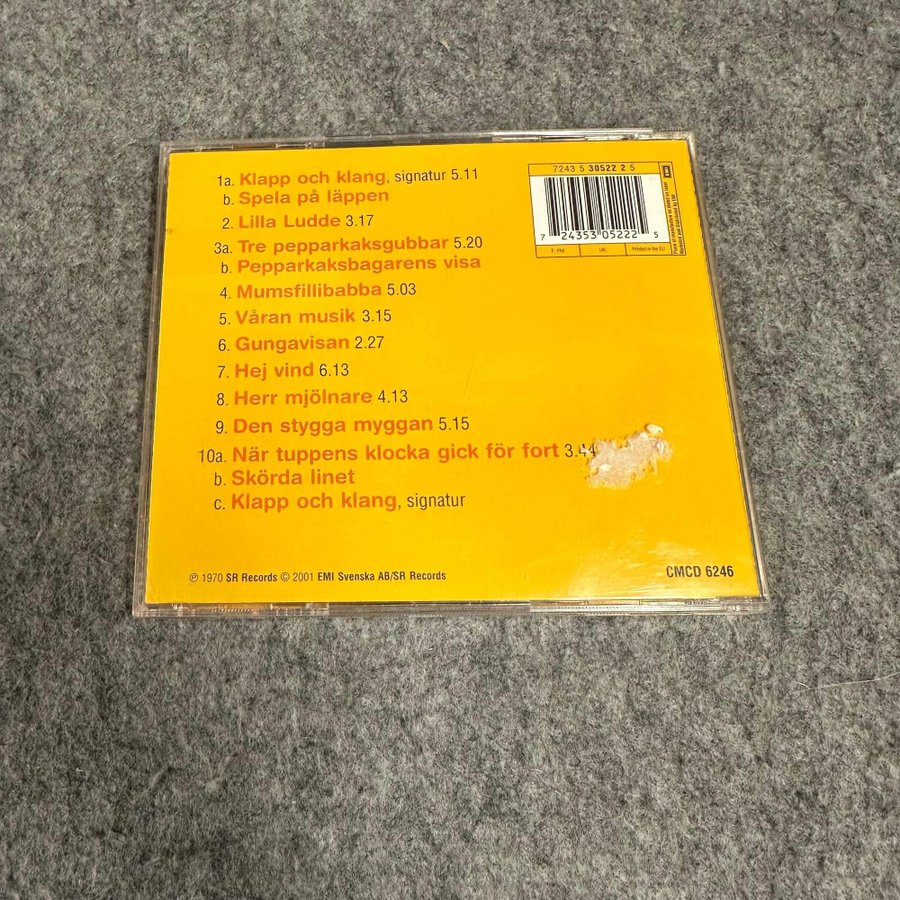 1a. Klapp och klang, signatur 5.11
b. Spela på läppen
2. Lilla Ludde 3.17
3a. Tre pepparkaksgubbar 5.20
b. Pepparkaksbagarens visa
4. Mumsfillibabba 5.03
5. Våran musik 3.15
6. Gungavisan 2.27
7. Hej vind 6.13
8. Herr mjölnare 4.13
9. Den stygga myggan 5.15
10a. När tuppens klocka gick för fort 3.44
b. Skörda linet
c. Klapp och klang, signatur
7243 5 30522 2 5
7 24353 05222 5
F: PM
UK:
Printed in the EU
℗ 1970 SR Records © 2001 EMI Svenska AB/SR Records
CMCD 6246